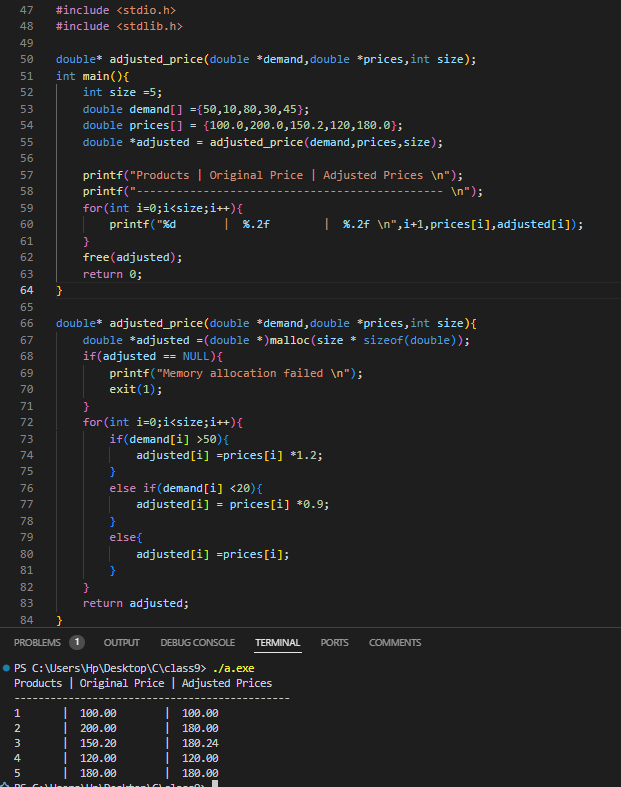 47 #include <stdio.h>
48 #include <stdlib.h>
49
50 double* adjusted_price(double *demand,double *prices,int size);
51 int main(){
52     int size =5;
53     double demand[] ={50,10,80,30,45};
54     double prices[] = {100.0,200.0,150.2,120,180.0};
55     double *adjusted = adjusted_price(demand,prices,size);
56
57     printf("Products | Original Price | Adjusted Prices \n");
58     printf("---------------------------------------------- \n");
59     for(int i=0;i<size;i++){
60         printf("%d       |  %.2f        |  %.2f \n",i+1,prices[i],adjusted[i]);
61     }
62     free(adjusted);
63     return 0;
64 }
65
66 double* adjusted_price(double *demand,double *prices,int size){
67     double *adjusted =(double *)malloc(size * sizeof(double));
68     if(adjusted == NULL){
69         printf("Memory allocation failed \n");
70         exit(1);
71     }
72     for(int i=0;i<size;i++){
73         if(demand[i] >50){
74             adjusted[i] =prices[i] *1.2;
75         }
76         else if(demand[i] <20){
77             adjusted[i] = prices[i] *0.9;
78         }
79         else{
80             adjusted[i] =prices[i];
81         }
82     }
83     return adjusted;
84 }
PROBLEMS 1 OUTPUT DEBUG CONSOLE TERMINAL PORTS COMMENTS
PS C:\Users\Hp\Desktop\C\class9> ./a.exe
Products | Original Price | Adjusted Prices
----------------------------------------------
1       |  100.00        |  100.00
2       |  200.00        |  180.00
3       |  150.20        |  180.24
4       |  120.00        |  120.00
5       |  180.00        |  180.00
PS C:\Users\Hp\Desktop\C\class9>